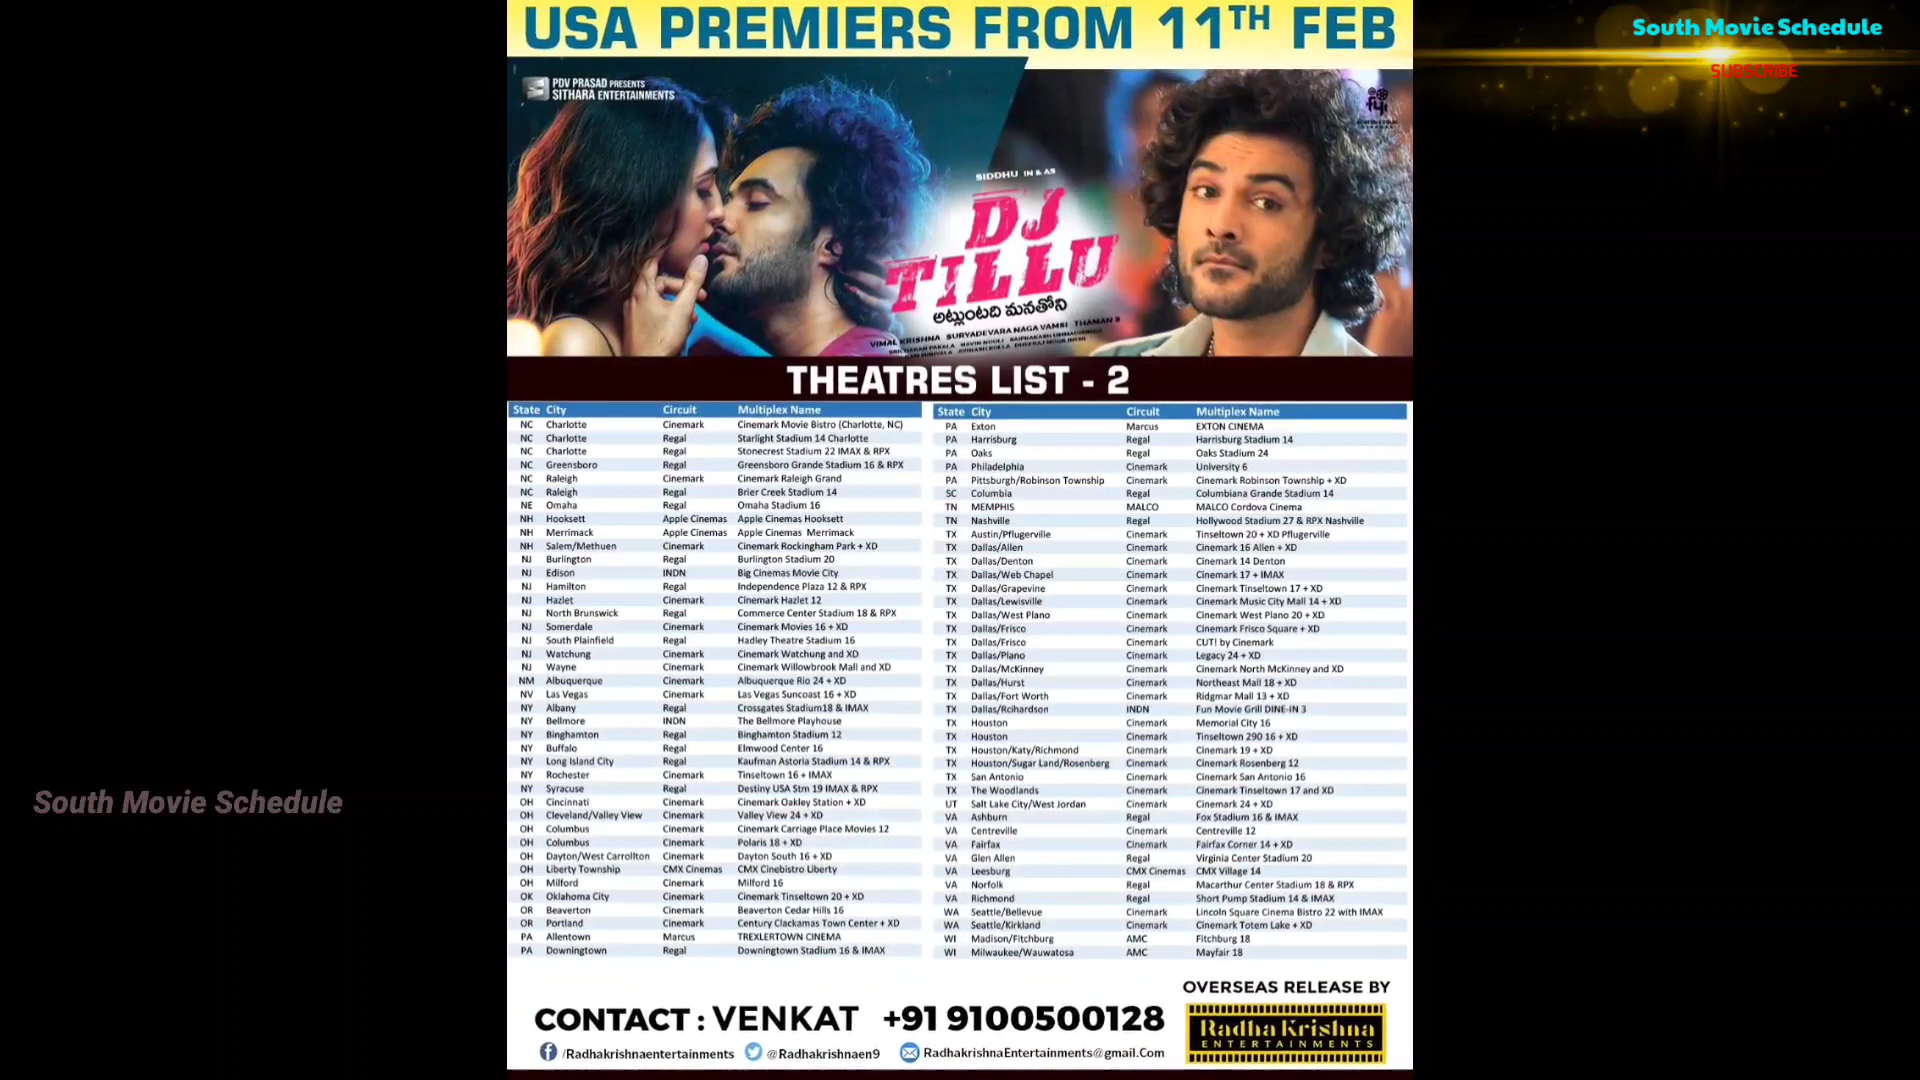 USA PREMIERS FROM 11TH FEB
South Movie Schedule
SUBSCRIBE
PDV PRASAD PRESENTS
SITHARA ENTERTAINMENTS
SIDDHU IN & AS
DJ
TILLU
అట్లుంటది మనతోని
VIMAL KRISHNA SURYADEVARA NAGA VAMSI THAMAN S
THEATRES LIST - 2
State City Circuit Multiplex Name
NC Charlotte Cinemark Cinemark Movie Bistro (Charlotte, NC)
NC Charlotte Regal Starlight Stadium 14 Charlotte
NC Charlotte Regal Stonecrest Stadium 22 IMAX & RPX
NC Greensboro Regal Greensboro Grande Stadium 16 & RPX
NC Raleigh Cinemark Cinemark Raleigh Grand
NC Raleigh Regal Brier Creek Stadium 14
NE Omaha Regal Omaha Stadium 16
NH Hooksett Apple Cinemas Apple Cinemas Hooksett
NH Merrimack Apple Cinemas Apple Cinemas Merrimack
NH Salem/Methuen Cinemark Cinemark Rockingham Park + XD
NJ Burlington Regal Burlington Stadium 20
NJ Edison INDN Big Cinemas Movie City
NJ Hamilton Regal Independence Plaza 12 & RPX
NJ Hazlet Cinemark Cinemark Hazlet 12
NJ North Brunswick Regal Commerce Center Stadium 18 & RPX
NJ Somerdale Cinemark Cinemark Movies 16 + XD
NJ South Plainfield Regal Hadley Theatre Stadium 16
NJ Watchung Cinemark Cinemark Watchung and XD
NJ Wayne Cinemark Cinemark Willowbrook Mall and XD
NM Albuquerque Cinemark Albuquerque Rio 24 + XD
NV Las Vegas Cinemark Las Vegas Suncoast 16 + XD
NY Albany Regal Crossgates Stadium18 & IMAX
NY Bellmore INDN The Bellmore Playhouse
NY Binghamton Regal Binghamton Stadium 12
NY Buffalo Regal Elmwood Center 16
NY Long Island City Regal Kaufman Astoria Stadium 14 & RPX
NY Rochester Cinemark Tinseltown 16 + IMAX
NY Syracuse Regal Destiny USA Stm 19 IMAX & RPX
OH Cincinnati Cinemark Cinemark Oakley Station + XD
OH Cleveland/Valley View Cinemark Valley View 24 + XD
OH Columbus Cinemark Cinemark Carriage Place Movies 12
OH Columbus Cinemark Polaris 18 + XD
OH Dayton/West Carrollton Cinemark Dayton South 16 + XD
OH Liberty Township CMX Cinemas CMX Cinebistro Liberty
OH Milford Cinemark Milford 16
OK Oklahoma City Cinemark Cinemark Tinseltown 20 + XD
OR Beaverton Cinemark Beaverton Cedar Hills 16
OR Portland Cinemark Century Clackamas Town Center + XD
PA Allentown Marcus TREXLERTOWN CINEMA
PA Downingtown Regal Downingtown Stadium 16 & IMAX
State City Circuit Multiplex Name
PA Exton Marcus EXTON CINEMA
PA Harrisburg Regal Harrisburg Stadium 14
PA Oaks Regal Oaks Stadium 24
PA Philadelphia Cinemark University 6
PA Pittsburgh/Robinson Township Cinemark Cinemark Robinson Township + XD
SC Columbia Regal Columbiana Grande Stadium 14
TN MEMPHIS MALCO MALCO Cordova Cinema
TN Nashville Regal Hollywood Stadium 27 & RPX Nashville
TX Austin/Pflugerville Cinemark Tinseltown 20 + XD Pflugerville
TX Dallas/Allen Cinemark Cinemark 16 Allen + XD
TX Dallas/Denton Cinemark Cinemark 14 Denton
TX Dallas/Web Chapel Cinemark Cinemark 17 + IMAX
TX Dallas/Grapevine Cinemark Cinemark Tinseltown 17 + XD
TX Dallas/Lewisville Cinemark Cinemark Music City Mall 14 + XD
TX Dallas/West Plano Cinemark Cinemark West Plano 20 + XD
TX Dallas/Frisco Cinemark Cinemark Frisco Square + XD
TX Dallas/Frisco Cinemark CUT! by Cinemark
TX Dallas/Plano Cinemark Legacy 24 + XD
TX Dallas/McKinney Cinemark Cinemark North McKinney and XD
TX Dallas/Hurst Cinemark Northeast Mall 18 + XD
TX Dallas/Fort Worth Cinemark Ridgmar Mall 13 + XD
TX Dallas/Rcihardson INDN Fun Movie Grill DINE-IN 3
TX Houston Cinemark Memorial City 16
TX Houston Cinemark Tinseltown 290 16 + XD
TX Houston/Katy/Richmond Cinemark Cinemark 19 + XD
TX Houston/Sugar Land/Rosenberg Cinemark Cinemark Rosenberg 12
TX San Antonio Cinemark Cinemark San Antonio 16
TX The Woodlands Cinemark Cinemark Tinseltown 17 and XD
UT Salt Lake City/West Jordan Cinemark Cinemark 24 + XD
VA Ashburn Regal Fox Stadium 16 & IMAX
VA Centreville Cinemark Centreville 12
VA Fairfax Cinemark Fairfax Corner 14 + XD
VA Glen Allen Regal Virginia Center Stadium 20
VA Leesburg CMX Cinemas CMX Village 14
VA Norfolk Regal Macarthur Center Stadium 18 & RPX
VA Richmond Regal Short Pump Stadium 14 & IMAX
WA Seattle/Bellevue Cinemark Lincoln Square Cinema Bistro 22 with IMAX
WA Seattle/Kirkland Cinemark Cinemark Totem Lake + XD
WI Madison/Fitchburg AMC Fitchburg 18
WI Milwaukee/Wauwatosa AMC Mayfair 18
South Movie Schedule
OVERSEAS RELEASE BY
Radha Krishna
ENTERTAINMENTS
CONTACT : VENKAT +91 9100500128
/Radhakrishnaentertainments @Radhakrishnaen9 RadhakrishnaEntertainments@gmail.Com